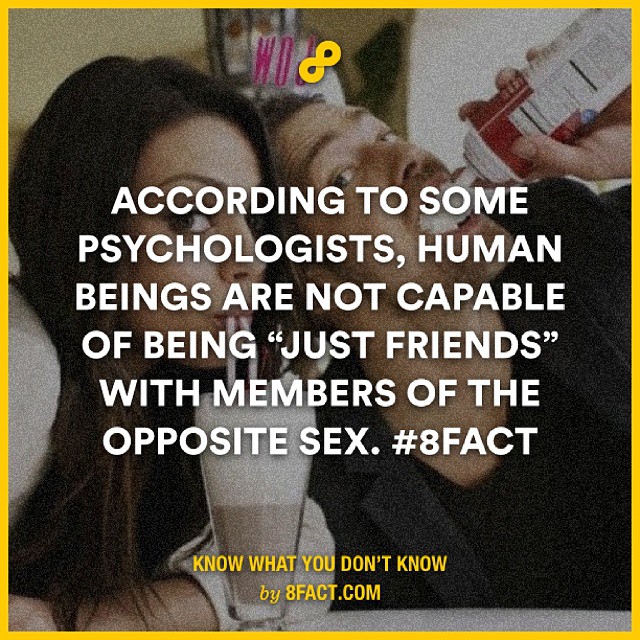 ACCORDING TO SOME
PSYCHOLOGISTS, HUMAN
BEINGS ARE NOT CAPABLE
OF BEING “JUST FRIENDS”
WITH MEMBERS OF THE
OPPOSITE SEX. #8FACT
KNOW WHAT YOU DON’T KNOW
by 8FACT.COM